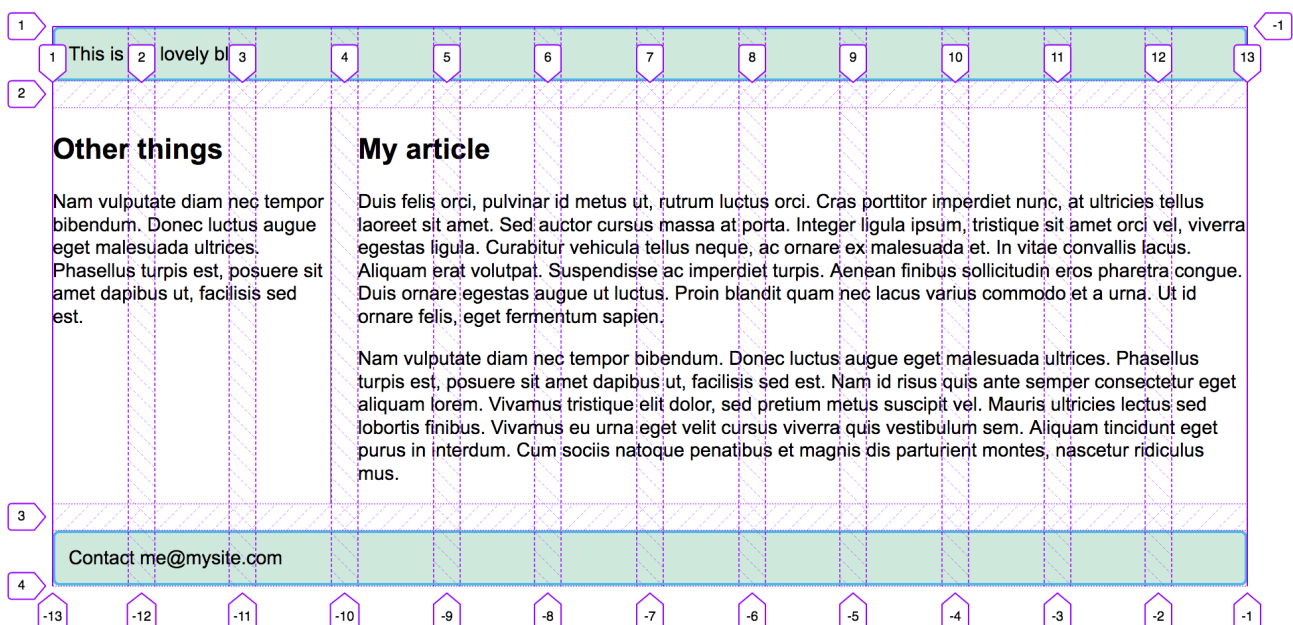 1
-1
This is lovely bl
1 2 3 4 5 6 7 8 9 10 11 12 13
2
Other things
Nam vulputate diam nec tempor
bibendum. Donec luctus augue
eget malesuada ultrices.
Phasellus turpis est, posuere sit
amet dapibus ut, facilisis sed
est.
My article
Duis felis orci, pulvinar id metus ut, rutrum luctus orci. Cras porttitor imperdiet nunc, at ultricies tellus
laoreet sit amet. Sed auctor cursus massa at porta. Integer ligula ipsum, tristique sit amet orci vel, viverra
egestas ligula. Curabitur vehicula tellus neque, ac ornare ex malesuada et. In vitae convallis lacus.
Aliquam erat volutpat. Suspendisse ac imperdiet turpis. Aenean finibus sollicitudin eros pharetra congue.
Duis ornare egestas augue ut luctus. Proin blandit quam nec lacus varius commodo et a urna. Ut id
ornare felis, eget fermentum sapien.
Nam vulputate diam nec tempor bibendum. Donec luctus augue eget malesuada ultrices. Phasellus
turpis est, posuere sit amet dapibus ut, facilisis sed est. Nam id risus quis ante semper consectetur eget
aliquam lorem. Vivamus tristique elit dolor, sed pretium metus suscipit vel. Mauris ultricies lectus sed
lobortis finibus. Vivamus eu urna eget velit cursus viverra quis vestibulum sem. Aliquam tincidunt eget
purus in interdum. Cum sociis natoque penatibus et magnis dis parturient montes, nascetur ridiculus
mus.
3
Contact me@mysite.com
4
-13 -12 -11 -10 -9 -8 -7 -6 -5 -4 -3 -2 -1